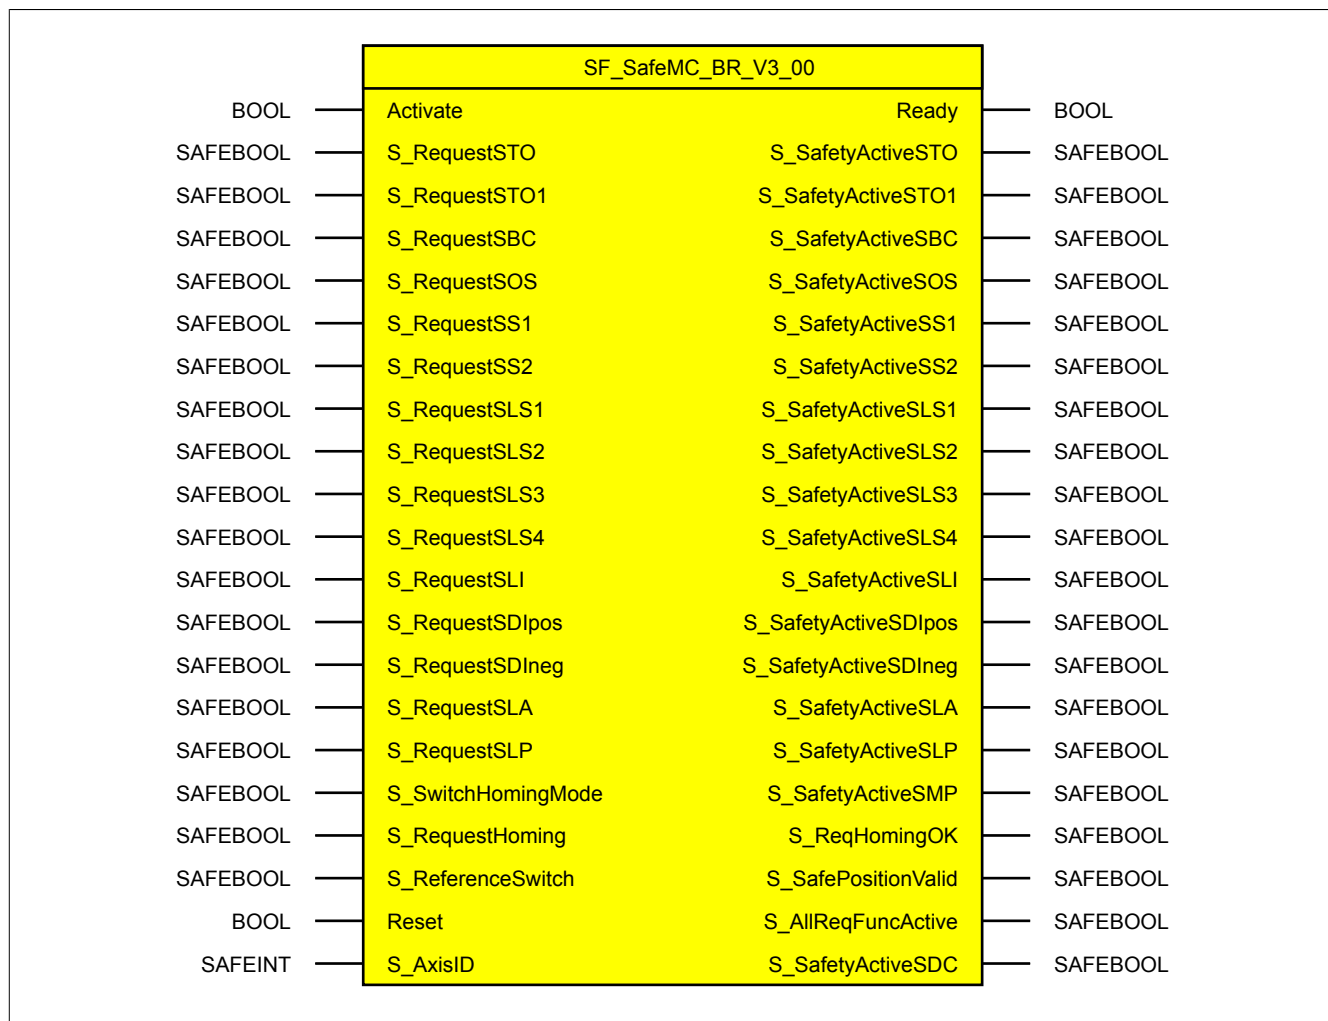 SF_SafeMC_BR_V3_00
BOOL Activate Ready BOOL
SAFEBOOL S_RequestSTO S_SafetyActiveSTO SAFEBOOL
SAFEBOOL S_RequestSTO1 S_SafetyActiveSTO1 SAFEBOOL
SAFEBOOL S_RequestSBC S_SafetyActiveSBC SAFEBOOL
SAFEBOOL S_RequestSOS S_SafetyActiveSOS SAFEBOOL
SAFEBOOL S_RequestSS1 S_SafetyActiveSS1 SAFEBOOL
SAFEBOOL S_RequestSS2 S_SafetyActiveSS2 SAFEBOOL
SAFEBOOL S_RequestSLS1 S_SafetyActiveSLS1 SAFEBOOL
SAFEBOOL S_RequestSLS2 S_SafetyActiveSLS2 SAFEBOOL
SAFEBOOL S_RequestSLS3 S_SafetyActiveSLS3 SAFEBOOL
SAFEBOOL S_RequestSLS4 S_SafetyActiveSLS4 SAFEBOOL
SAFEBOOL S_RequestSLI S_SafetyActiveSLI SAFEBOOL
SAFEBOOL S_RequestSDIpos S_SafetyActiveSDIpos SAFEBOOL
SAFEBOOL S_RequestSDIneg S_SafetyActiveSDIneg SAFEBOOL
SAFEBOOL S_RequestSLA S_SafetyActiveSLA SAFEBOOL
SAFEBOOL S_RequestSLP S_SafetyActiveSLP SAFEBOOL
SAFEBOOL S_SwitchHomingMode S_SafetyActiveSMP SAFEBOOL
SAFEBOOL S_RequestHoming S_ReqHomingOK SAFEBOOL
SAFEBOOL S_ReferenceSwitch S_SafePositionValid SAFEBOOL
BOOL Reset S_AllReqFuncActive SAFEBOOL
SAFEINT S_AxisID S_SafetyActiveSDC SAFEBOOL